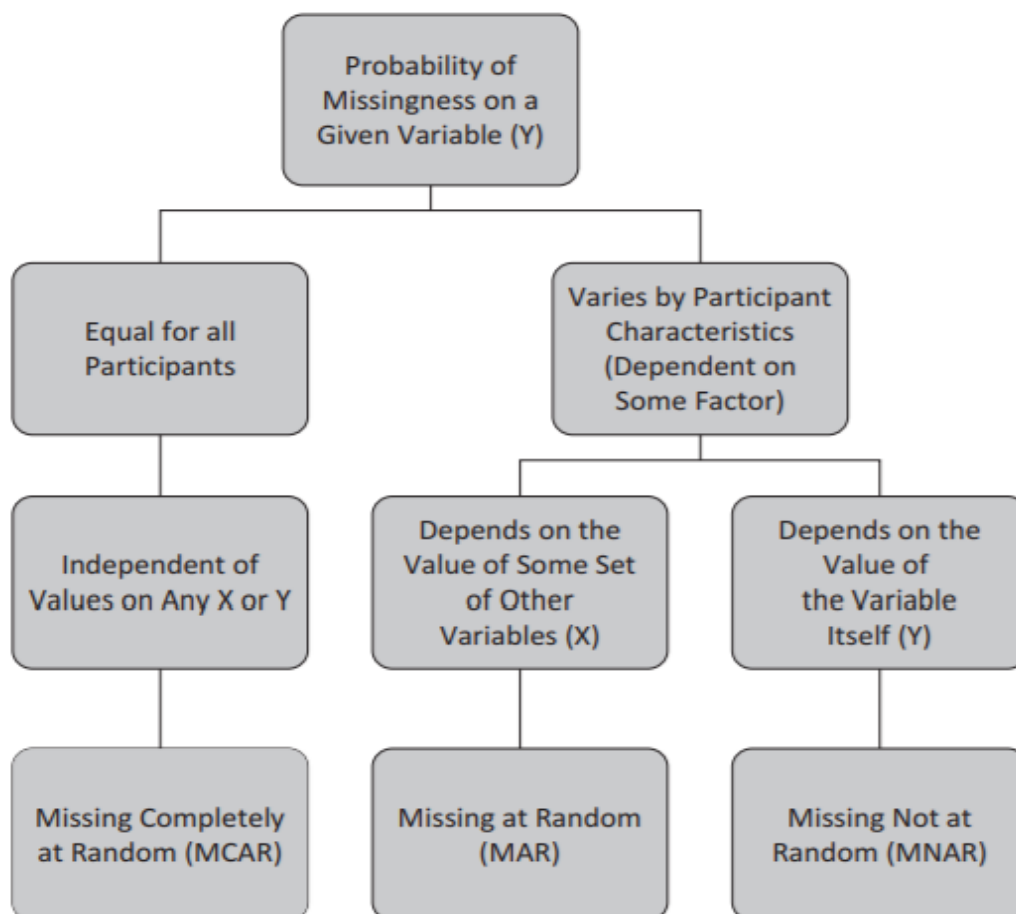 Probability of
Missingness on a
Given Variable (Y)
Equal for all
Participants
Varies by Participant
Characteristics
(Dependent on
Some Factor)
Independent of
Values on Any X or Y
Depends on the
Value of Some Set
of Other
Variables (X)
Depends on the
Value of
the Variable
Itself (Y)
Missing Completely
at Random (MCAR)
Missing at Random
(MAR)
Missing Not at
Random (MNAR)